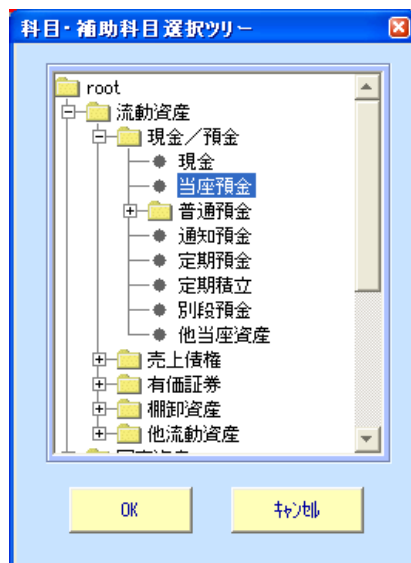 科目・補助科目選択ツリー
root
流動資産
現金／預金
現金
当座預金
普通預金
通知預金
定期預金
定期積立
別段預金
他当座資産
売上債権
有価証券
棚卸資産
他流動資産
OK
ｷｬﾝｾﾙ